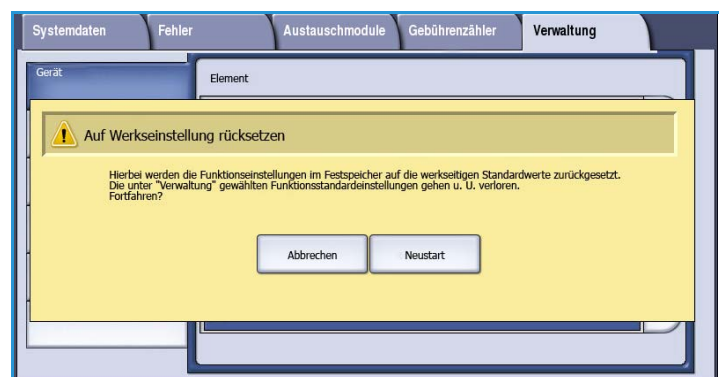 Systemdaten Fehler Austauschmodule Gebührenzähler Verwaltung
Gerät
Element
Auf Werkseinstellung rücksetzen
Hierbei werden die Funktionseinstellungen im Festspeicher auf die werkseitigen Standardwerte zurückgesetzt.
Die unter "Verwaltung" gewählten Funktionsstandardeinstellungen gehen u. U. verloren.
Fortfahren?
Abbrechen Neustart